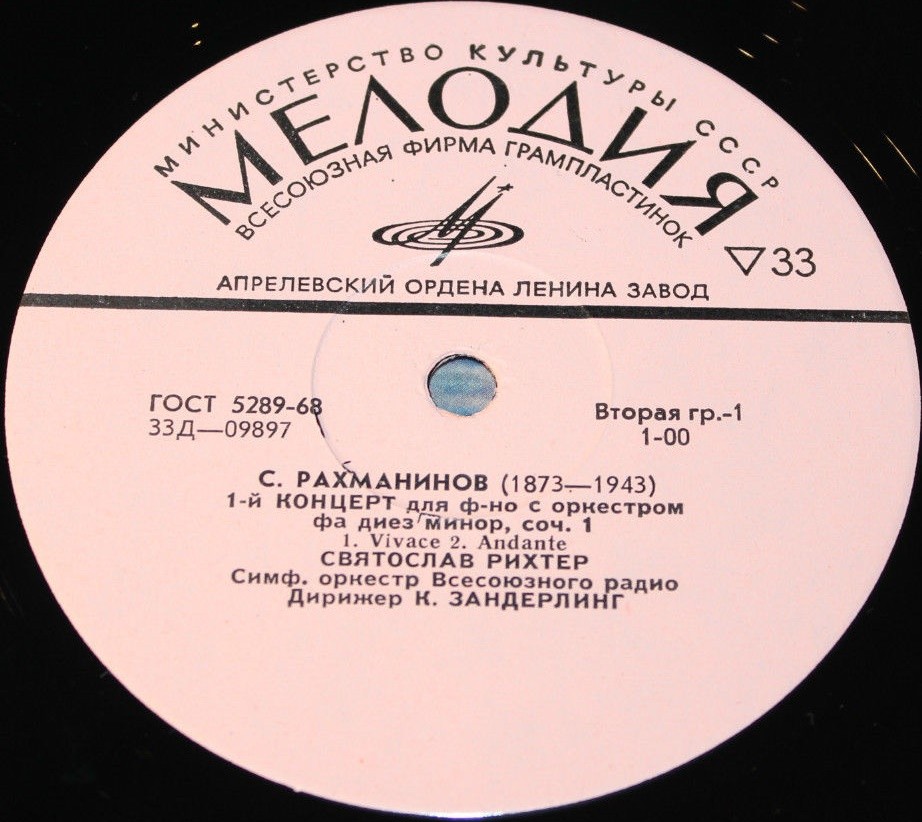 МИНИСТЕРСТВО КУЛЬТУРЫ СССР
МЕЛОДИЯ
ВСЕСОЮЗНАЯ ФИРМА ГРАМПЛАСТИНОК
▽33
АПРЕЛЕВСКИЙ ОРДЕНА ЛЕНИНА ЗАВОД
ГОСТ 5289-68
33Д—09897
Вторая гр.-1
1-00
С. РАХМАНИНОВ (1873—1943)
1-й КОНЦЕРТ для ф-но с оркестром
фа диез минор, соч. 1
1. Vivace 2. Andante
СВЯТОСЛАВ РИХТЕР
Симф. оркестр Всесоюзного радио
Дирижер К. ЗАНДЕРЛИНГ